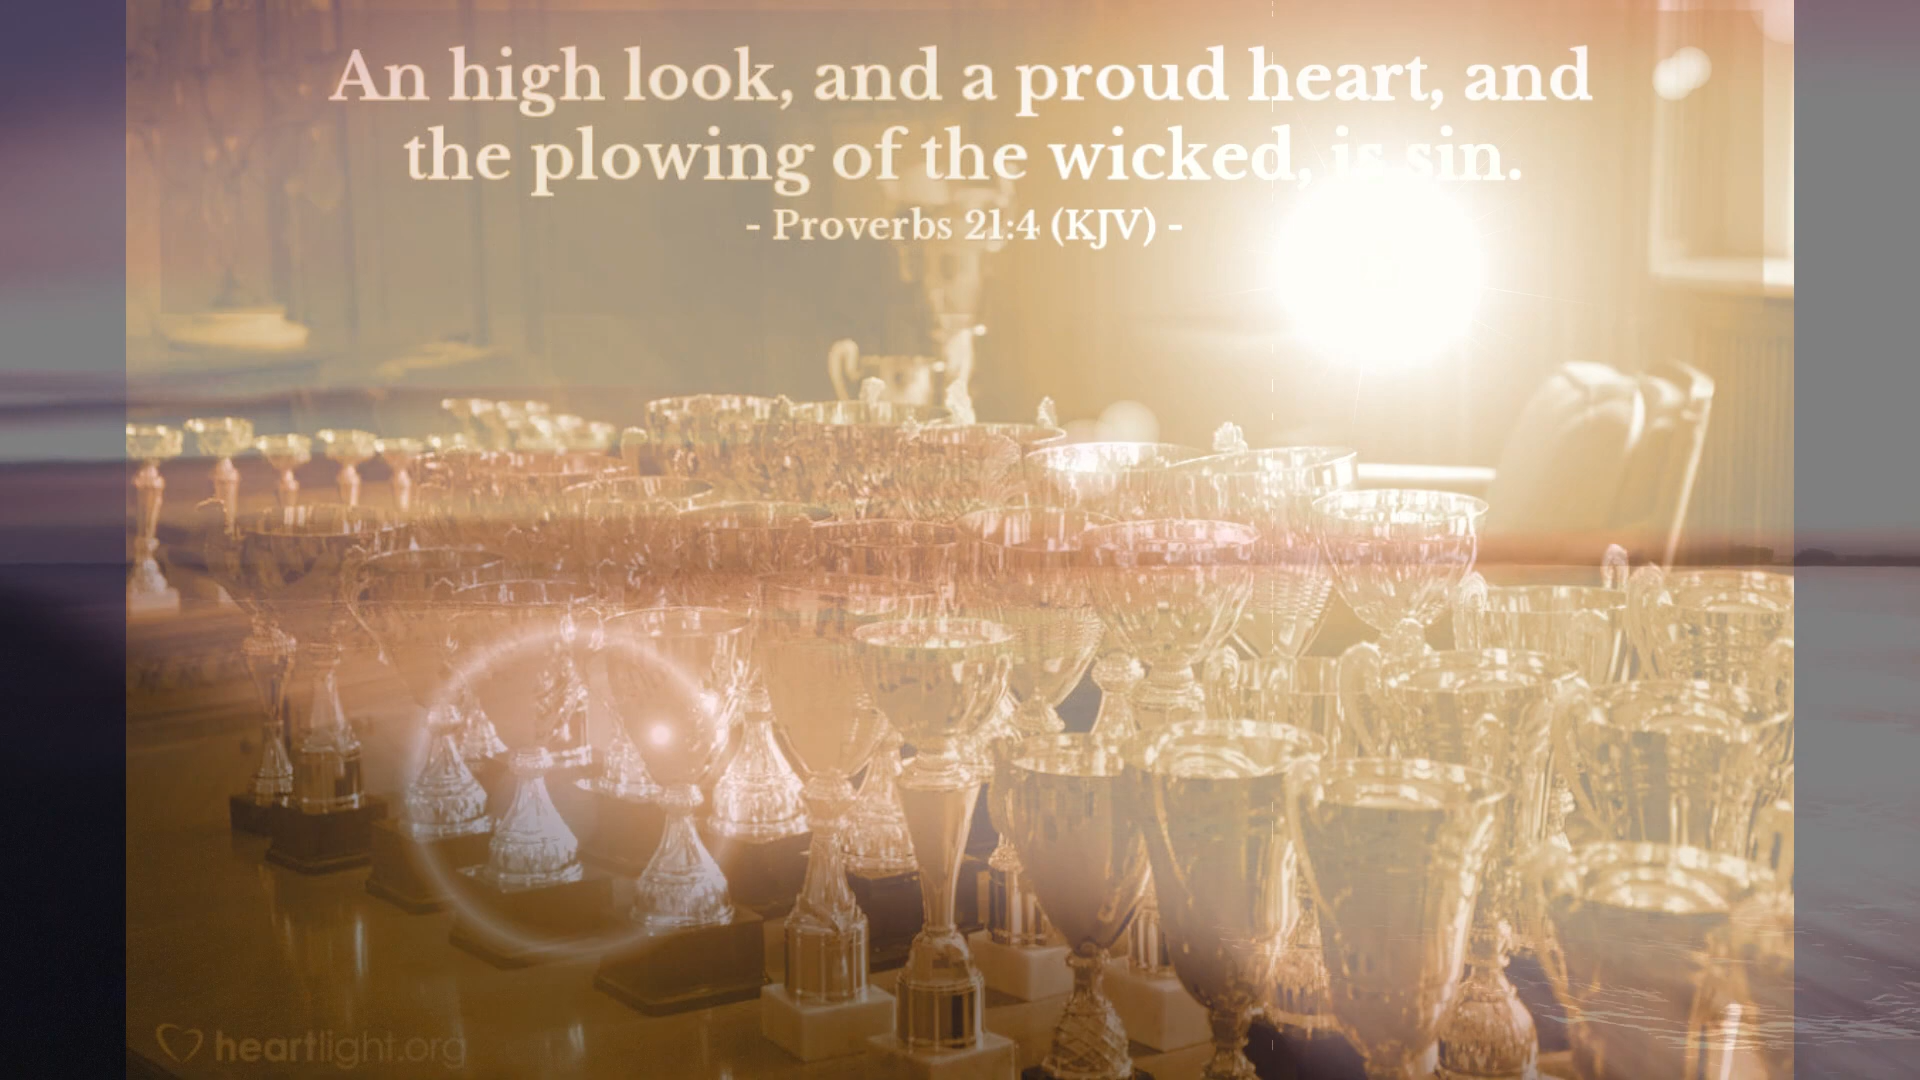 An high look, and a proud heart, and
the plowing of the wicked, is sin.
- Proverbs 21:4 (KJV) -
heartlight.org